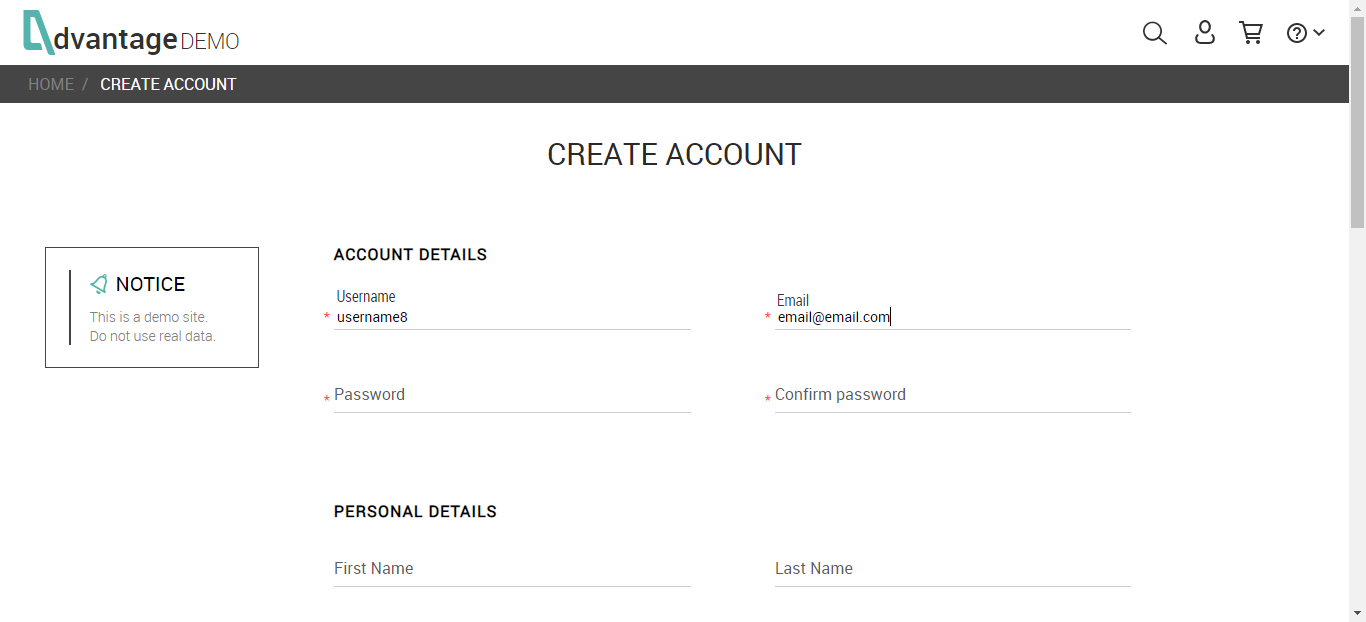 Advantage DEMO
HOME / CREATE ACCOUNT
CREATE ACCOUNT
NOTICE
This is a demo site.
Do not use real data.
ACCOUNT DETAILS
Username
* username8
Email
* email@email.com
* Password
* Confirm password
PERSONAL DETAILS
First Name
Last Name